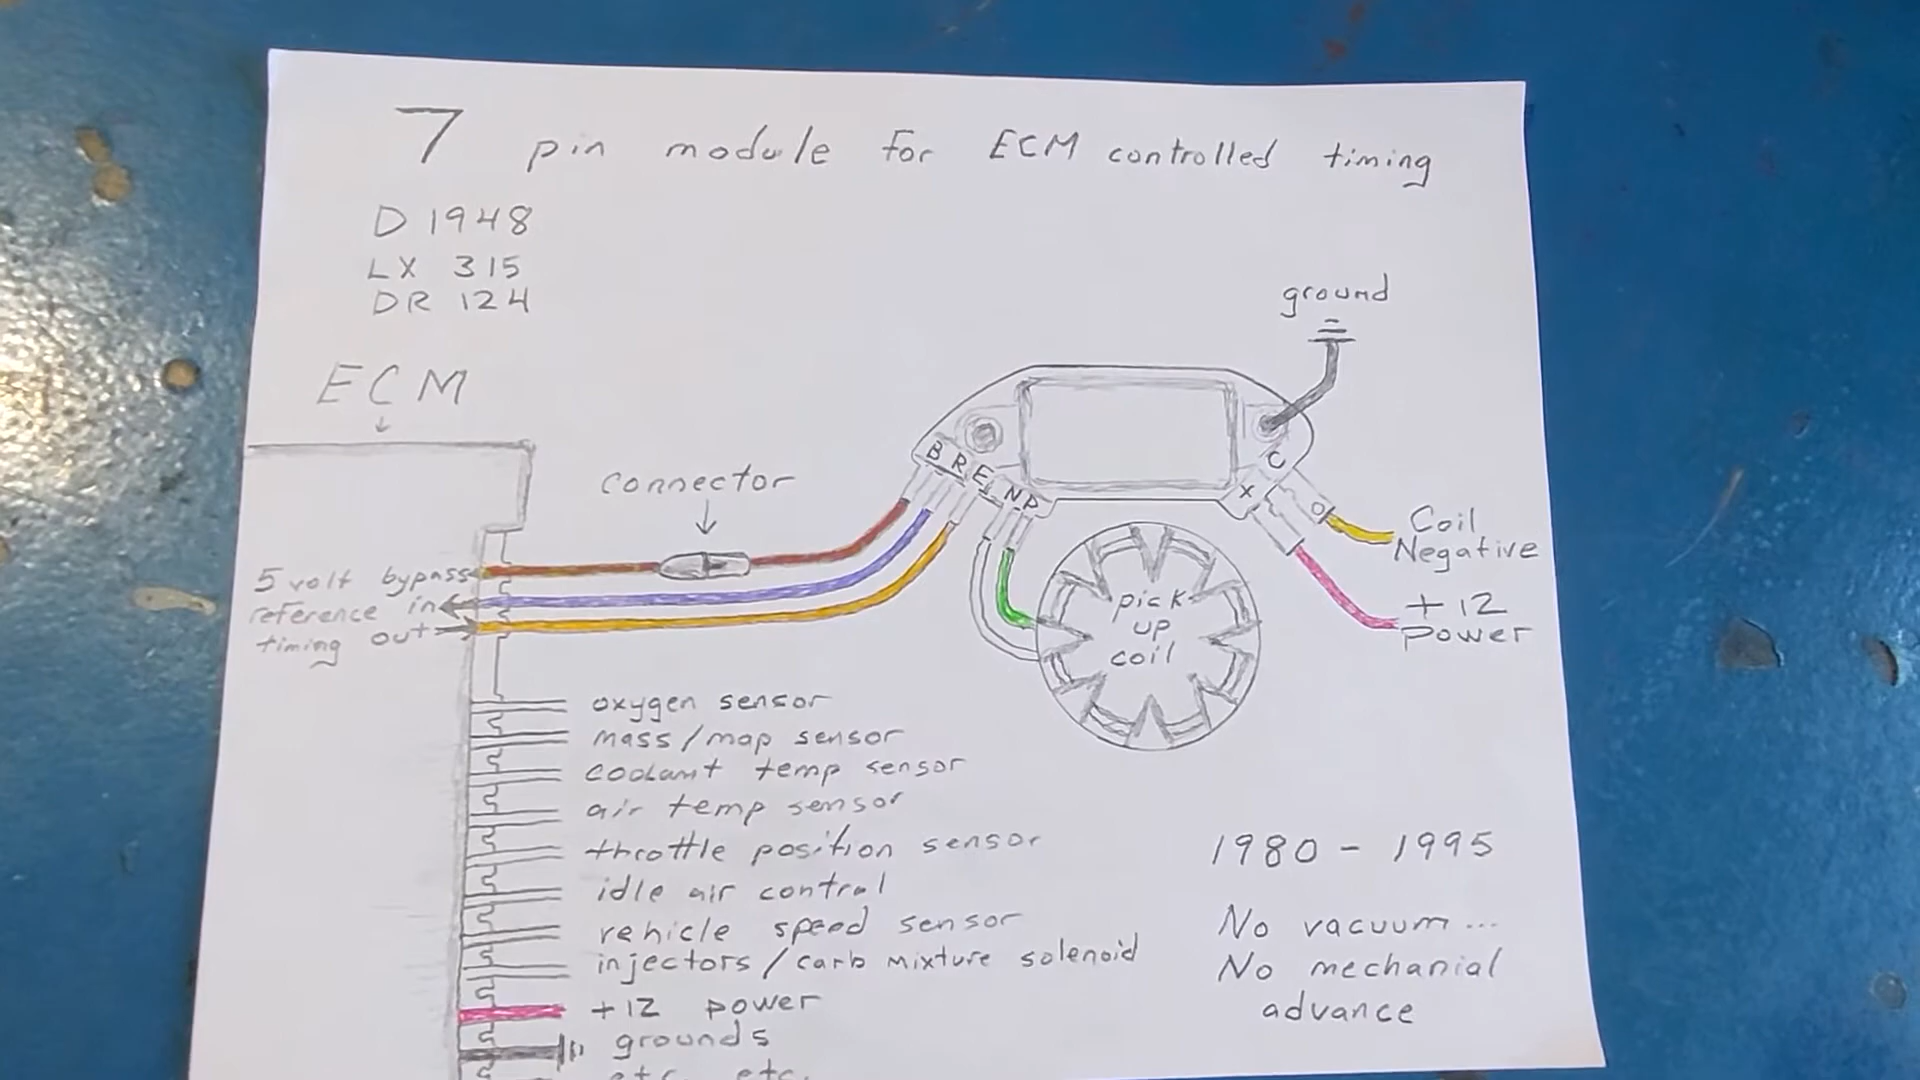 7 pin module for ECM controlled timing
D 1948
LX 315
DR 124
ground
ECM
B R E N P
C
X
connector
Coil
Negative
5 volt bypass
reference in
timing out
pick
up
coil
+ 12
power
oxygen sensor
mass/map sensor
coolant temp sensor
air temp sensor
throttle position sensor
idle air control
vehicle speed sensor
injectors/carb mixture solenoid
+12 power
grounds
etc. etc.
1980 - 1995
No vacuum...
No mechanial
advance